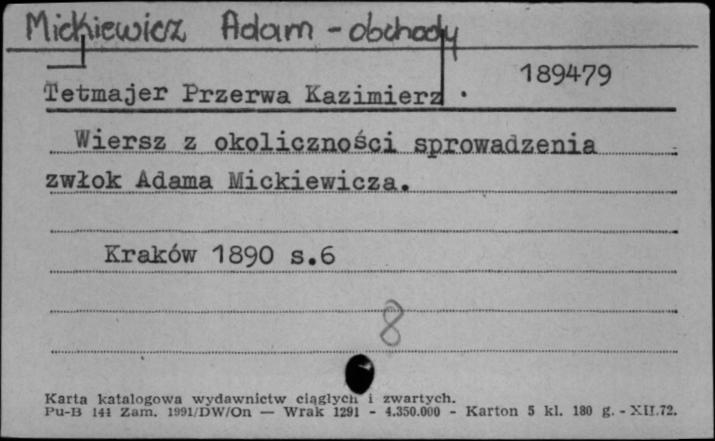 Mickiewicz Adam - obchody
189479
Tetmajer Przerwa Kazimierz .
Wiersz z okoliczności sprowadzenia
zwłok Adama Mickiewicza.
Kraków 1890 s.6
8
Karta katalogowa wydawnictw ciągłych i zwartych.
Pu-B 141 Zam. 1991/DW/On — Wrak 1291 - 4.350.000 - Karton 5 kl. 180 g. - XII.72.